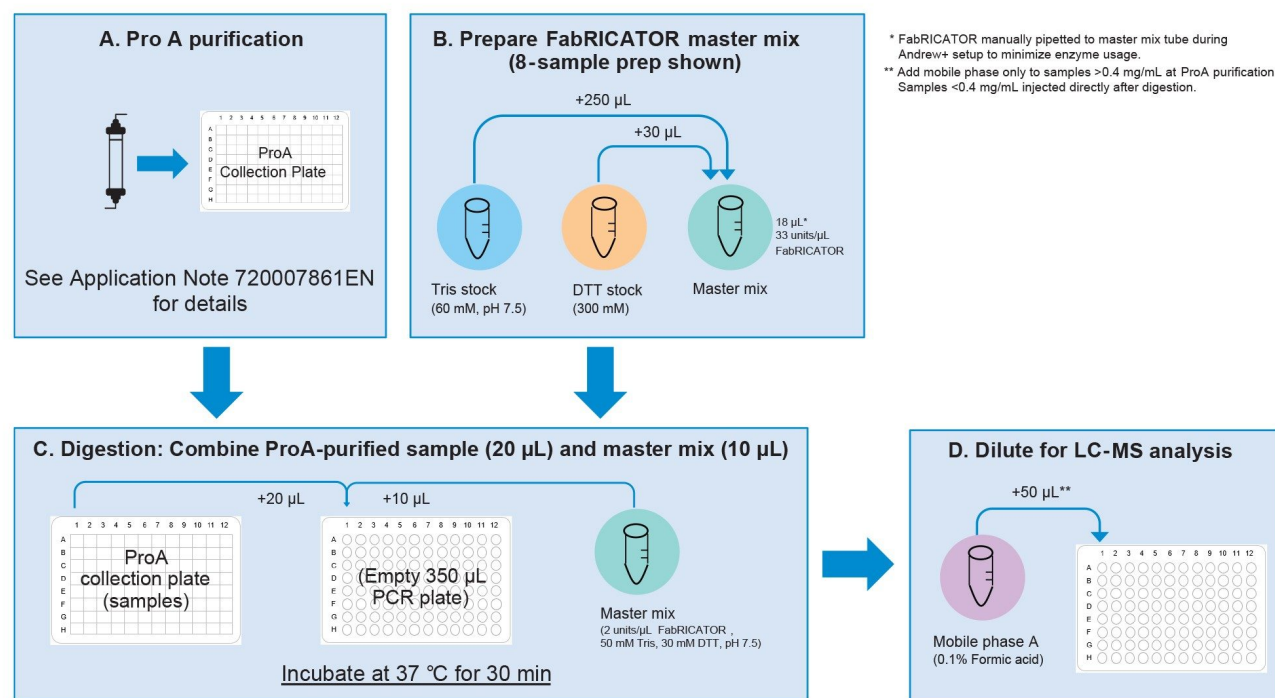 A. Pro A purification
1 2 3 4 5 6 7 8 9 10 11 12
A
B
C
D
E
F
G
H
ProA
Collection Plate
See Application Note 720007861EN
for details
B. Prepare FabRICATOR master mix
(8-sample prep shown)
+250 µL
+30 µL
18 µL*
33 units/µL
FabRICATOR
Tris stock
(60 mM, pH 7.5)
DTT stock
(300 mM)
Master mix
* FabRICATOR manually pipetted to master mix tube during
Andrew+ setup to minimize enzyme usage.
** Add mobile phase only to samples >0.4 mg/mL at ProA purification
Samples <0.4 mg/mL injected directly after digestion.
C. Digestion: Combine ProA-purified sample (20 µL) and master mix (10 µL)
+20 µL
+10 µL
1 2 3 4 5 6 7 8 9 10 11 12
A
B
C
D
E
F
G
H
ProA
collection plate
(samples)
1 2 3 4 5 6 7 8 9 10 11 12
A
B
C
D
E
F
G
H
(Empty 350 µL
PCR plate)
Master mix
(2 units/µL FabRICATOR ,
50 mM Tris, 30 mM DTT, pH 7.5)
Incubate at 37 °C for 30 min
D. Dilute for LC-MS analysis
+50 µL**
Mobile phase A
(0.1% Formic acid)
1 2 3 4 5 6 7 8 9 10 11 12
A
B
C
D
E
F
G
H